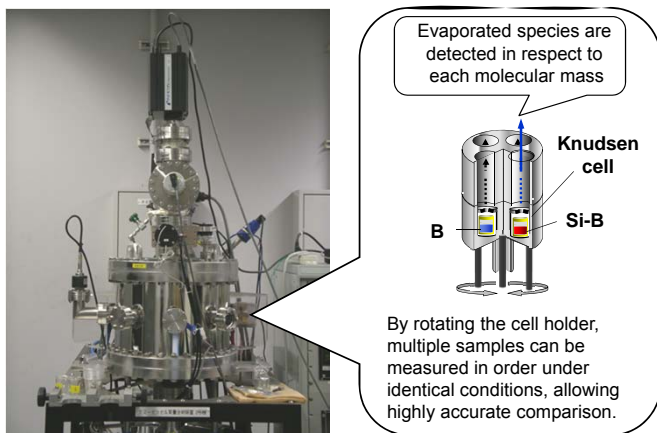 Evaporated species are
detected in respect to
each molecular mass
Knudsen
cell
B
Si-B
By rotating the cell holder,
multiple samples can be
measured in order under
identical conditions, allowing
highly accurate comparison.